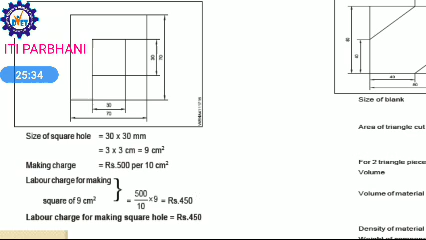 DVET
ITI PARBHANI
25:34
30
70
30
70
Size of square hole = 30 x 30 mm
= 3 x 3 cm = 9 cm²
Making charge = Rs.500 per 10 cm²
Labour charge for making
square of 9 cm² } = 500/10 x 9 = Rs.450
Labour charge for making square hole = Rs.450
40
Size of blank
Area of triangle cut
For 2 triangle piece
Volume
Volume of material
Density of material